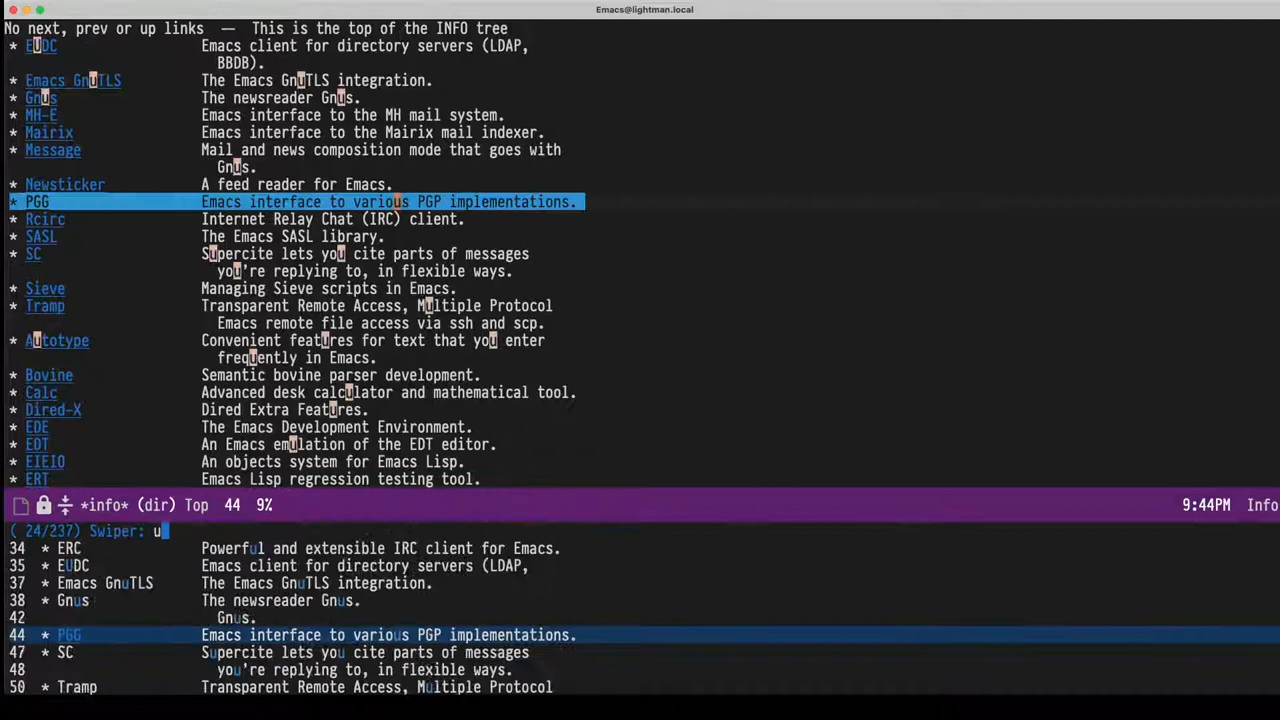 Emacs@lightman.local
No next, prev or up links  ——  This is the top of the INFO tree
* EUDC                  Emacs client for directory servers (LDAP,
                          BBDB).
* Emacs GnuTLS          The Emacs GnuTLS integration.
* Gnus                  The newsreader Gnus.
* MH-E                  Emacs interface to the MH mail system.
* Mairix                Emacs interface to the Mairix mail indexer.
* Message               Mail and news composition mode that goes with
                          Gnus.
* Newsticker            A feed reader for Emacs.
* PGG                   Emacs interface to various PGP implementations.
* Rcirc                 Internet Relay Chat (IRC) client.
* SASL                  The Emacs SASL library.
* SC                    Supercite lets you cite parts of messages
                          you’re replying to, in flexible ways.
* Sieve                 Managing Sieve scripts in Emacs.
* Tramp                 Transparent Remote Access, Multiple Protocol
                          Emacs remote file access via ssh and scp.
* Autotype              Convenient features for text that you enter
                          frequently in Emacs.
* Bovine                Semantic bovine parser development.
* Calc                  Advanced desk calculator and mathematical tool.
* Dired-X               Dired Extra Features.
* EDE                   The Emacs Development Environment.
* EDT                   An Emacs emulation of the EDT editor.
* EIEIO                 An objects system for Emacs Lisp.
* ERT                   Emacs Lisp regression testing tool.
*info* (dir) Top  44  9%  9:44PM  Info
( 24/237) Swiper: u
34  * ERC               Powerful and extensible IRC client for Emacs.
35  * EUDC              Emacs client for directory servers (LDAP,
37  * Emacs GnuTLS      The Emacs GnuTLS integration.
38  * Gnus              The newsreader Gnus.
42                        Gnus.
44  * PGG               Emacs interface to various PGP implementations.
47  * SC                Supercite lets you cite parts of messages
48                        you’re replying to, in flexible ways.
50  * Tramp             Transparent Remote Access, Multiple Protocol